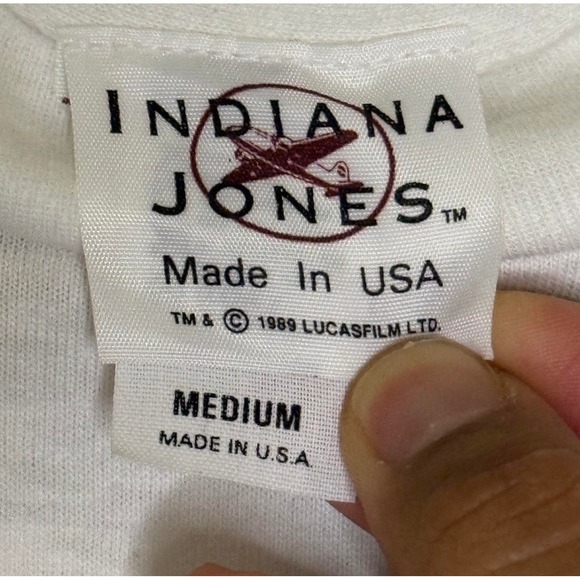 INDIANA
JONES™
Made In USA
TM & © 1989 LUCASFILM LTD.
MEDIUM
MADE IN U.S.A.